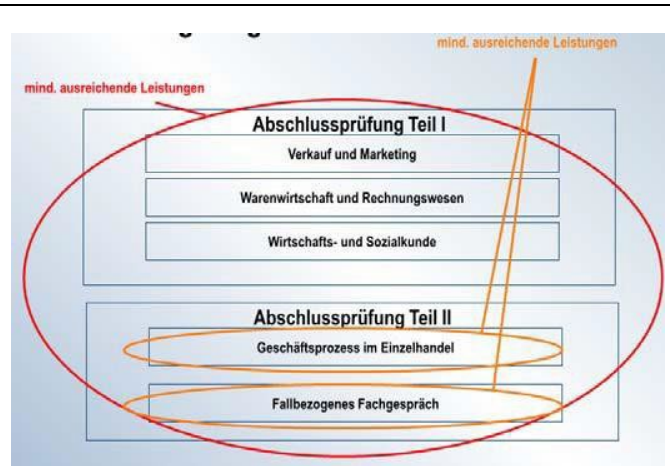 mind. ausreichende Leistungen
mind. ausreichende Leistungen
Abschlussprüfung Teil I
Verkauf und Marketing
Warenwirtschaft und Rechnungswesen
Wirtschafts- und Sozialkunde
Abschlussprüfung Teil II
Geschäftsprozess im Einzelhandel
Fallbezogenes Fachgespräch